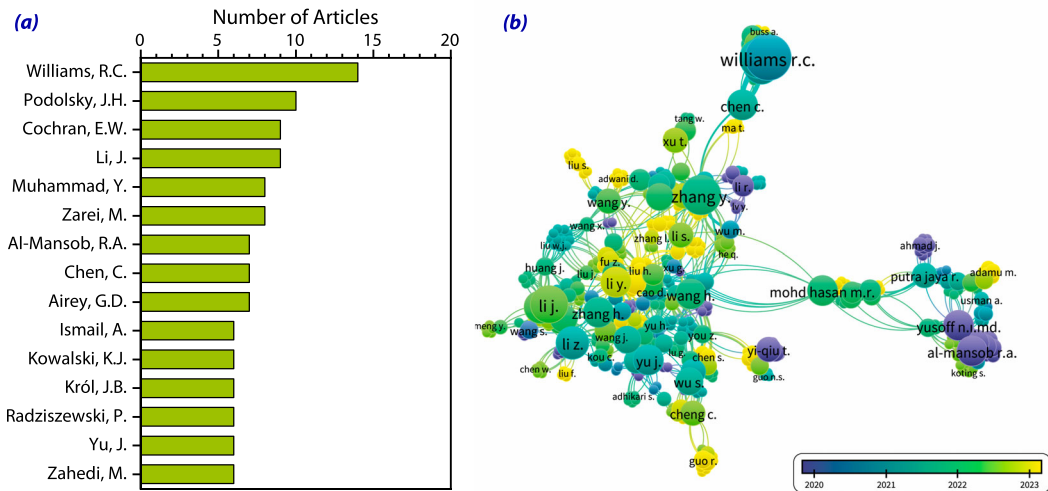 (a)
Number of Articles
0 5 10 15 20
Williams, R.C.
Podolsky, J.H.
Cochran, E.W.
Li, J.
Muhammad, Y.
Zarei, M.
Al-Mansob, R.A.
Chen, C.
Airey, G.D.
Ismail, A.
Kowalski, K.J.
Król, J.B.
Radziszewski, P.
Yu, J.
Zahedi, M.
(b)
buss a.
williams r.c.
chen c.
tang w.
ma t.
xu t.
liu s.
adwani d.
li r.
zhang y.
wang y.
lv y.
wang x.
wu m.
zhang l.
li s.
liu w.j.
he q.
ahmad j.
fu z.
huang j.
liu j.
liu h.
xu g.
putra jaya r.
adamu m.
li y.
cao d.
wang h.
mohd hasan m.r.
usman a.
li j.
zhang h.
meng y.
wang s.
yu h.
yusoff n.i.md.
wang j.
you z.
li z.
lu g.
yi-qiu t.
al-mansob r.a.
kou c.
chen s.
yu j.
chen w.
liu f.
guo n.s.
koting s.
wu s.
adhikari s.
cheng c.
guo r.
2020 2021 2022 2023